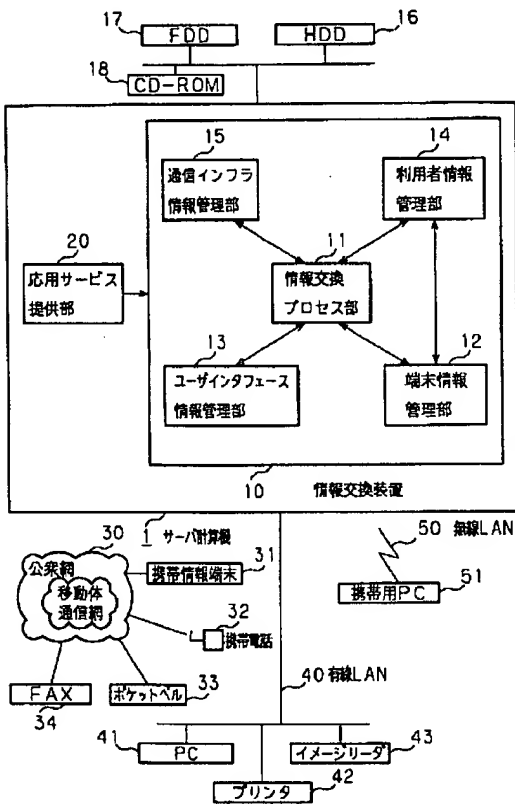 17
FDD
16
HDD
18
CD-ROM
15
通信インフラ
情報管理部
14
利用者情報
管理部
20
応用サービス
提供部
11
情報交換
プロセス部
13
ユーザインタフェース
情報管理部
12
端末情報
管理部
10
情報交換装置
1 サーバ計算機
30
公衆網
移動体
通信網
31
携帯情報端末
32
携帯電話
33
ポケットベル
FAX
34
50 無線LAN
51
携帯用PC
40有線LAN
41
PC
43
イメージリーダ
42
プリンタ